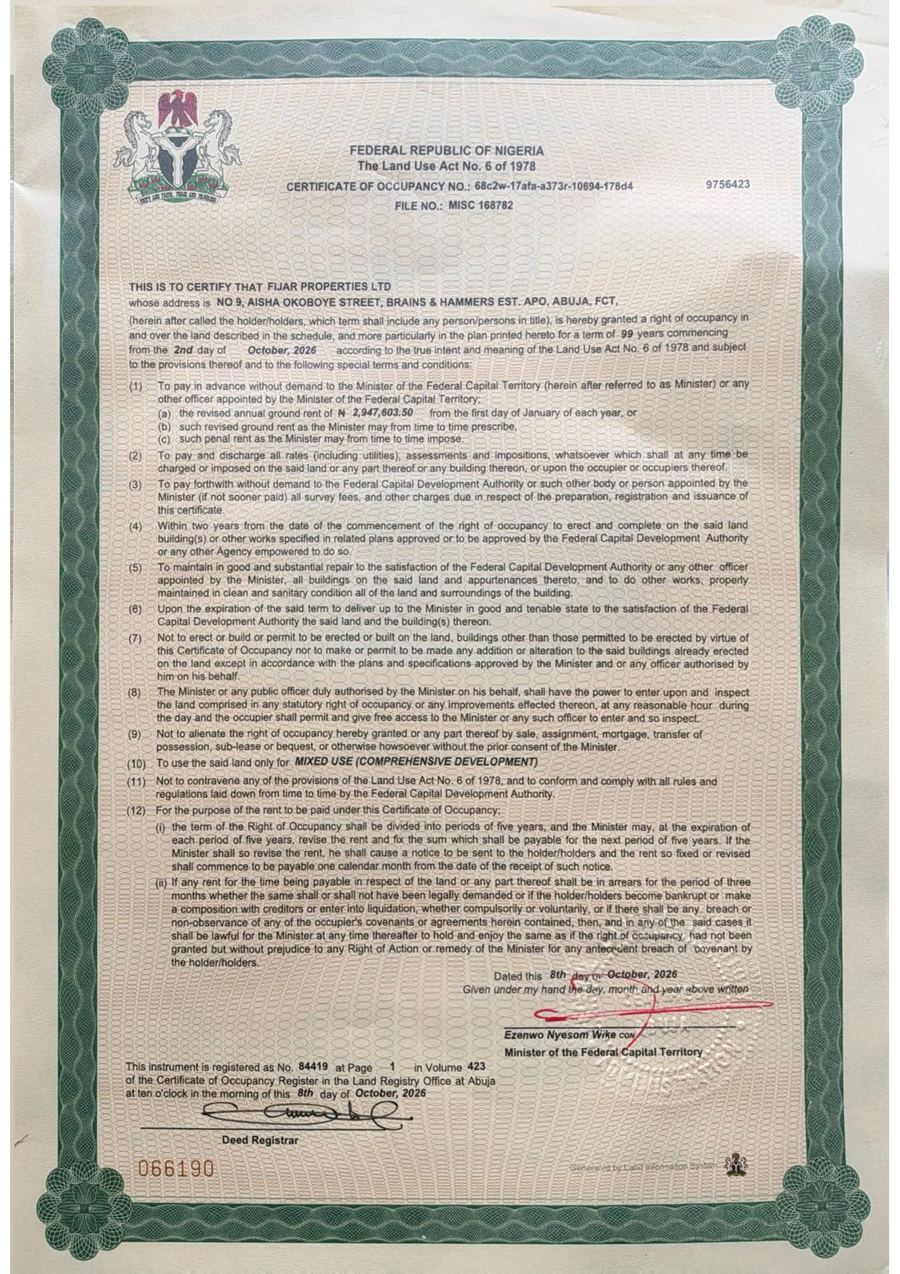 FEDERAL REPUBLIC OF NIGERIA
The Land Use Act No. 6 of 1978
CERTIFICATE OF OCCUPANCY NO.: 68c2w-17afa-a373r-10694-178d4
9756423
FILE NO.: MISC 168782
THIS IS TO CERTIFY THAT FIJAR PROPERTIES LTD
whose address is NO 9, AISHA OKOBOYE STREET, BRAINS & HAMMERS EST. APO, ABUJA, FCT,
(herein after called the holder/holders, which term shall include any person/persons in title), is hereby granted a right of occupancy in
and over the land described in the schedule, and more particularly in the plan printed hereto for a term of 99 years commencing
from the 2nd day of October, 2026 according to the true intent and meaning of the Land Use Act No. 6 of 1978 and subject
to the provisions thereof and to the following special terms and conditions:
(1) To pay in advance without demand to the Minister of the Federal Capital Territory (herein after referred to as Minister) or any
other officer appointed by the Minister of the Federal Capital Territory:
(a) the revised annual ground rent of ₦ 2,947,603.50 from the first day of January of each year, or
(b) such revised ground rent as the Minister may from time to time prescribe,
(c) such penal rent as the Minister may from time to time impose.
(2) To pay and discharge all rates (including utilities), assessments and impositions, whatsoever which shall at any time be
charged or imposed on the said land or any part thereof or any building thereon, or upon the occupier or occupiers thereof.
(3) To pay forthwith without demand to the Federal Capital Development Authority or such other body or person appointed by the
Minister (if not sooner paid) all survey fees, and other charges due in respect of the preparation, registration and issuance of
this certificate.
(4) Within two years from the date of the commencement of the right of occupancy to erect and complete on the said land
building(s) or other works specified in related plans approved or to be approved by the Federal Capital Development Authority
or any other Agency empowered to do so.
(5) To maintain in good and substantial repair to the satisfaction of the Federal Capital Development Authority or any other officer
appointed by the Minister, all buildings on the said land and appurtenances thereto, and to do other works, properly
maintained in clean and sanitary condition all of the land and surroundings of the building.
(6) Upon the expiration of the said term to deliver up to the Minister in good and tenable state to the satisfaction of the Federal
Capital Development Authority the said land and the building(s) thereon.
(7) Not to erect or build or permit to be erected or built on the land, buildings other than those permitted to be erected by virtue of
this Certificate of Occupancy nor to make or permit to be made any addition or alteration to the said buildings already erected
on the land except in accordance with the plans and specifications approved by the Minister and or any officer authorised by
him on his behalf.
(8) The Minister or any public officer duly authorised by the Minister on his behalf, shall have the power to enter upon and inspect
the land comprised in any statutory right of occupancy or any improvements effected thereon, at any reasonable hour during
the day and the occupier shall permit and give free access to the Minister or any such officer to enter and so inspect.
(9) Not to alienate the right of occupancy hereby granted or any part thereof by sale, assignment, mortgage, transfer of
possession, sub-lease or bequest, or otherwise howsoever without the prior consent of the Minister.
(10) To use the said land only for MIXED USE (COMPREHENSIVE DEVELOPMENT)
(11) Not to contravene any of the provisions of the Land Use Act No. 6 of 1978, and to conform and comply with all rules and
regulations laid down from time to time by the Federal Capital Development Authority.
(12) For the purpose of the rent to be paid under this Certificate of Occupancy:
(i) the term of the Right of Occupancy shall be divided into periods of five years, and the Minister may, at the expiration of
each period of five years, revise the rent and fix the sum which shall be payable for the next period of five years. If the
Minister shall so revise the rent, he shall cause a notice to be sent to the holder/holders and the rent so fixed or revised
shall commence to be payable one calendar month from the date of the receipt of such notice.
(ii) If any rent for the time being payable in respect of the land or any part thereof shall be in arrears for the period of three
months whether the same shall or shall not have been legally demanded or if the holder/holders become bankrupt or make
a composition with creditors or enter into liquidation, whether compulsorily or voluntarily, or if there shall be any breach or
non-observance of any of the occupier's covenants or agreements herein contained, then, and in any of the said cases it
shall be lawful for the Minister at any time thereafter to hold and enjoy the same as if the right of occupancy had not been
granted but without prejudice to any Right of Action or remedy of the Minister for any antecedent breach of covenant by
the holder/holders.
Dated this 8th day of October, 2026
Given under my hand the day, month and year above written
Ezenwo Nyesom Wike CON
Minister of the Federal Capital Territory
This instrument is registered as No. 84419 at Page 1 in Volume 423
of the Certificate of Occupancy Register in the Land Registry Office at Abuja
at ten o'clock in the morning of this 8th day of October, 2026
Deed Registrar
066190
Generated by Land Information System